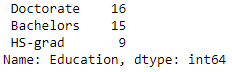 Doctorate    16
Bachelors    15
HS-grad       9
Name: Education, dtype: int64